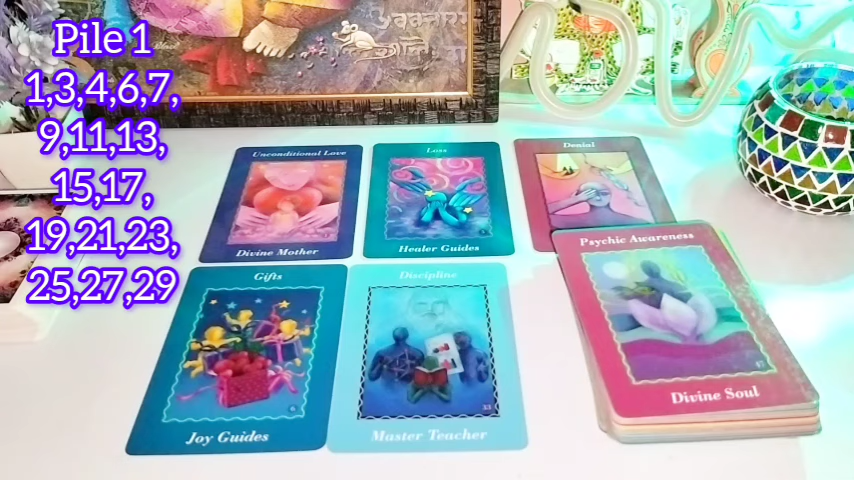 Pile 1
1,3,4,6,7,
9,11,13,
15,17,
19,21,23,
25,27,29
Unconditional Love
Divine Mother
Loss
Healer Guides
Denial
Psychic Awareness
Divine Soul
Gifts
Joy Guides
Discipline
Master Teacher